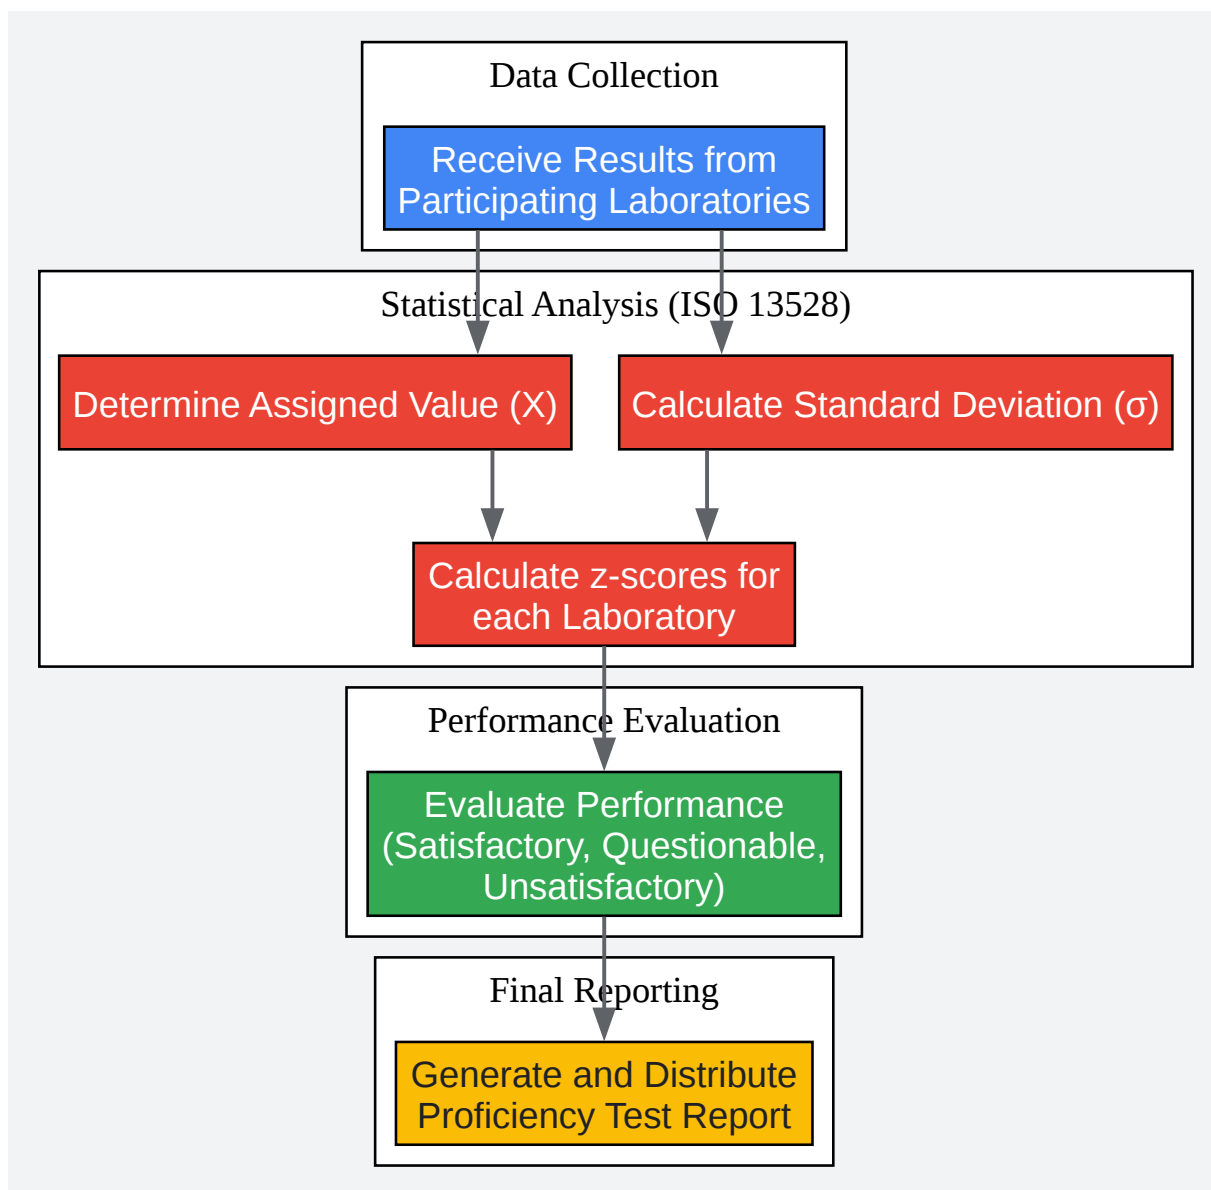 Data Collection
Receive Results from
Participating Laboratories
Statistical Analysis (ISO 13528)
Determine Assigned Value (X)
Calculate Standard Deviation (σ)
Calculate z-scores for
each Laboratory
Performance Evaluation
Evaluate Performance
(Satisfactory, Questionable,
Unsatisfactory)
Final Reporting
Generate and Distribute
Proficiency Test Report